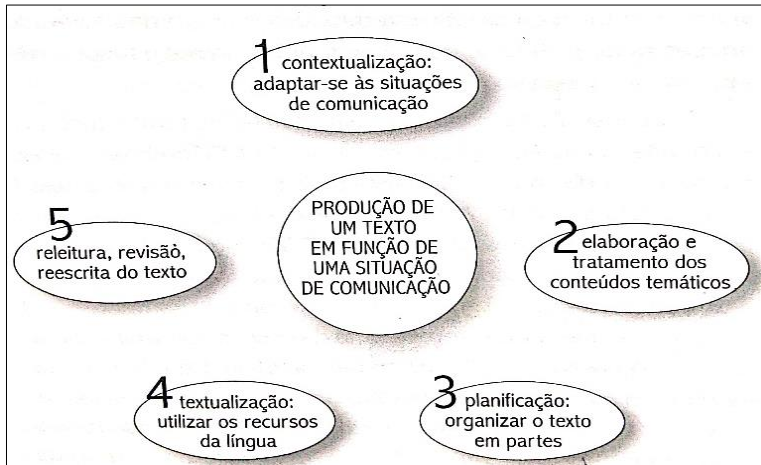 1 contextualização:
adaptar-se às situações
de comunicação
PRODUÇÃO DE
UM TEXTO
EM FUNÇÃO DE
UMA SITUAÇÃO
DE COMUNICAÇÃO
2 elaboração e
tratamento dos
conteúdos temáticos
3 planificação:
organizar o texto
em partes
4 textualização:
utilizar os recursos
da língua
5
releitura, revisão,
reescrita do texto